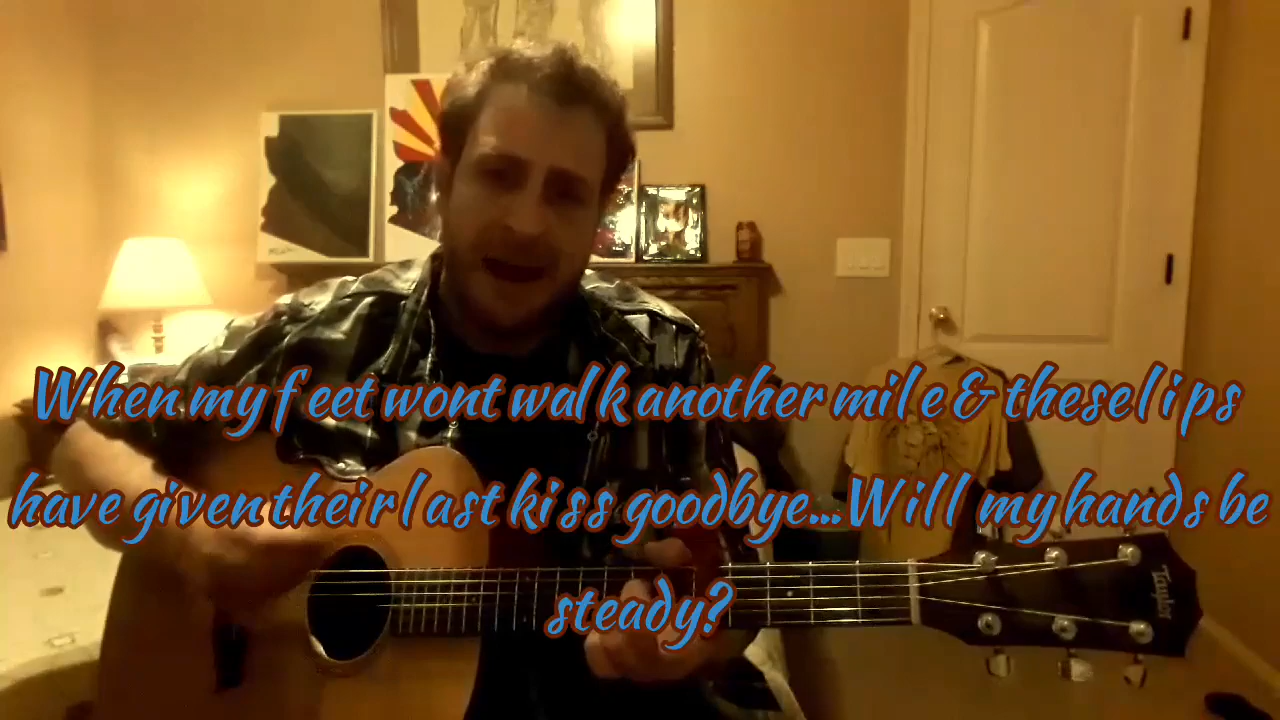 When my feet wont walk another mile & these lips
have given their last kiss goodbye...Will my hands be
steady?
Taylor